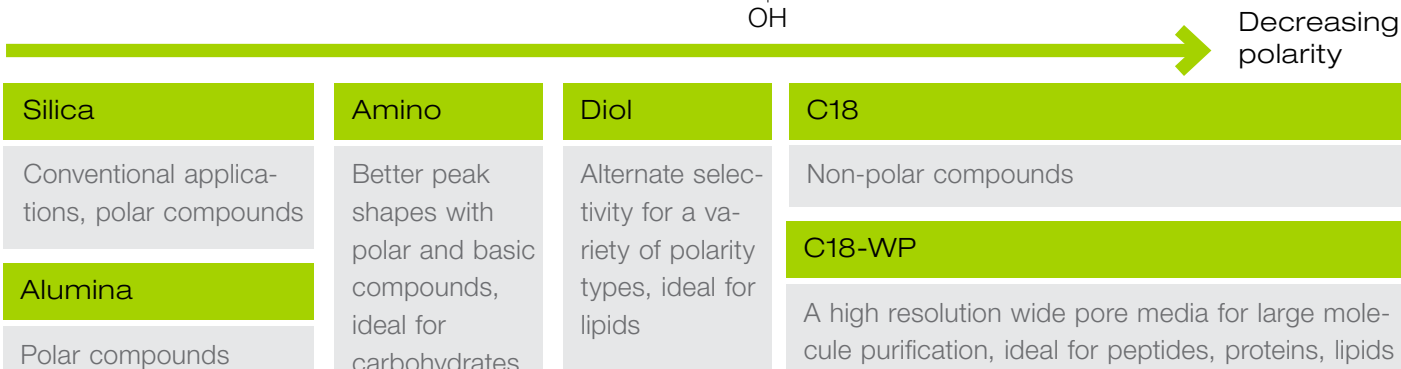 OH
Decreasing
polarity
Silica
Conventional applica-
tions, polar compounds
Alumina
Polar compounds
Amino
Better peak
shapes with
polar and basic
compounds,
ideal for
carbohydrates
Diol
Alternate selec-
tivity for a va-
riety of polarity
types, ideal for
lipids
C18
Non-polar compounds
C18-WP
A high resolution wide pore media for large mole-
cule purification, ideal for peptides, proteins, lipids